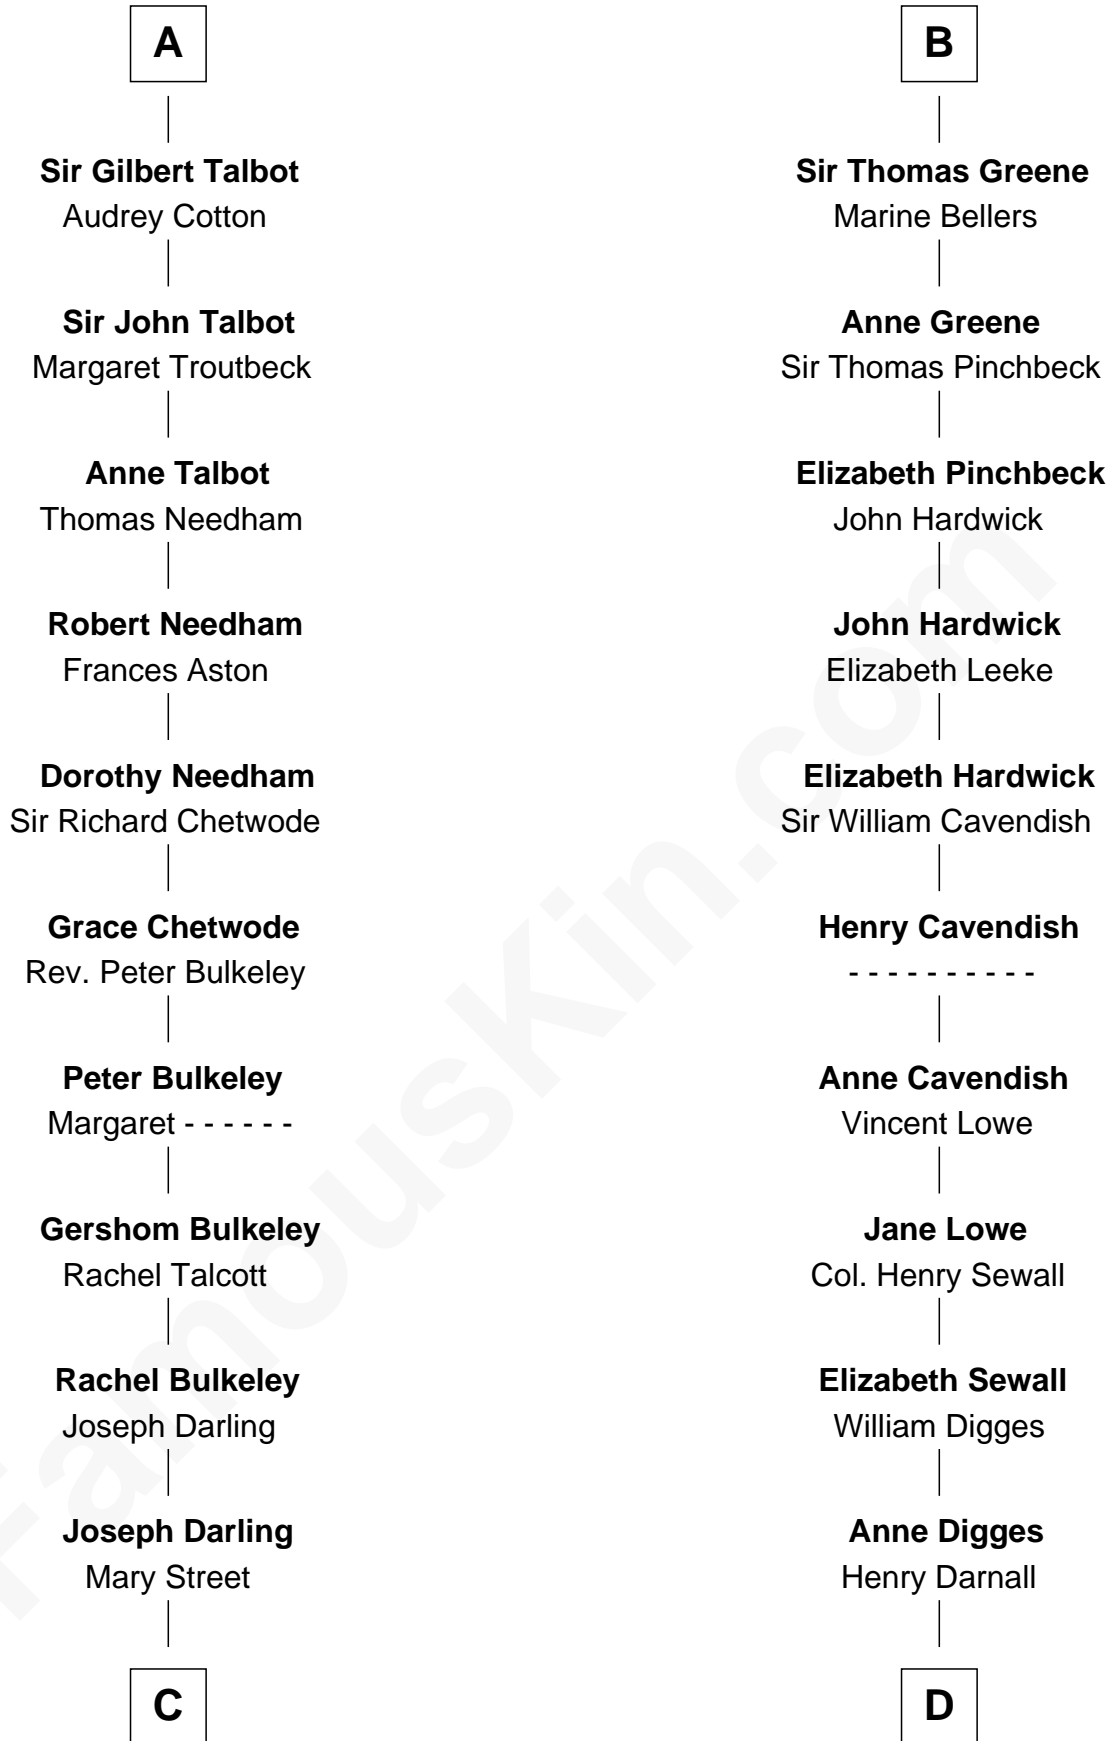 A
Sir Gilbert Talbot
Audrey Cotton
Sir John Talbot
Margaret Troutbeck
Anne Talbot
Thomas Needham
Robert Needham
Frances Aston
Dorothy Needham
Sir Richard Chetwode
Grace Chetwode
Rev. Peter Bulkeley
Peter Bulkeley
Margaret - - - - - -
Gershom Bulkeley
Rachel Talcott
Rachel Bulkeley
Joseph Darling
Joseph Darling
Mary Street
C
B
Sir Thomas Greene
Marine Bellers
Anne Greene
Sir Thomas Pinchbeck
Elizabeth Pinchbeck
John Hardwick
John Hardwick
Elizabeth Leeke
Elizabeth Hardwick
Sir William Cavendish
Henry Cavendish
- - - - - - - - - -
Anne Cavendish
Vincent Lowe
Jane Lowe
Col. Henry Sewall
Elizabeth Sewall
William Digges
Anne Digges
Henry Darnall
D
FamousKin.com